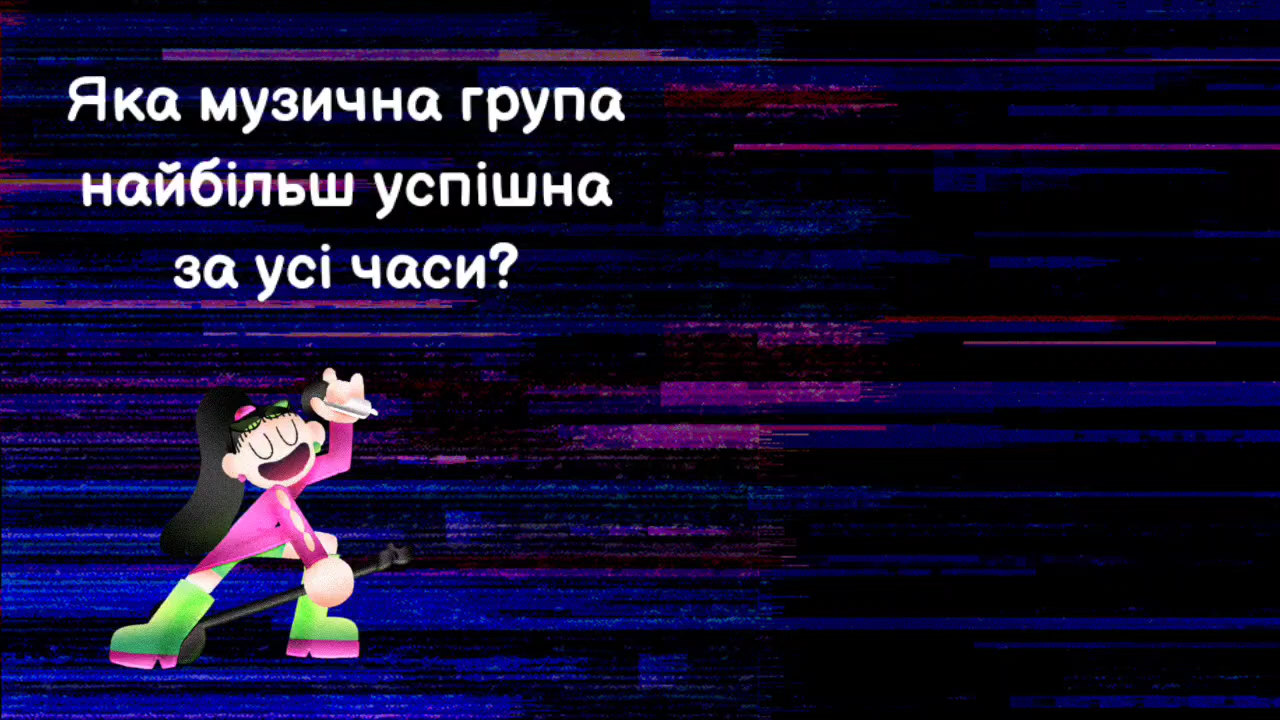 Яка музична група
найбільш успішна
за усі часи?